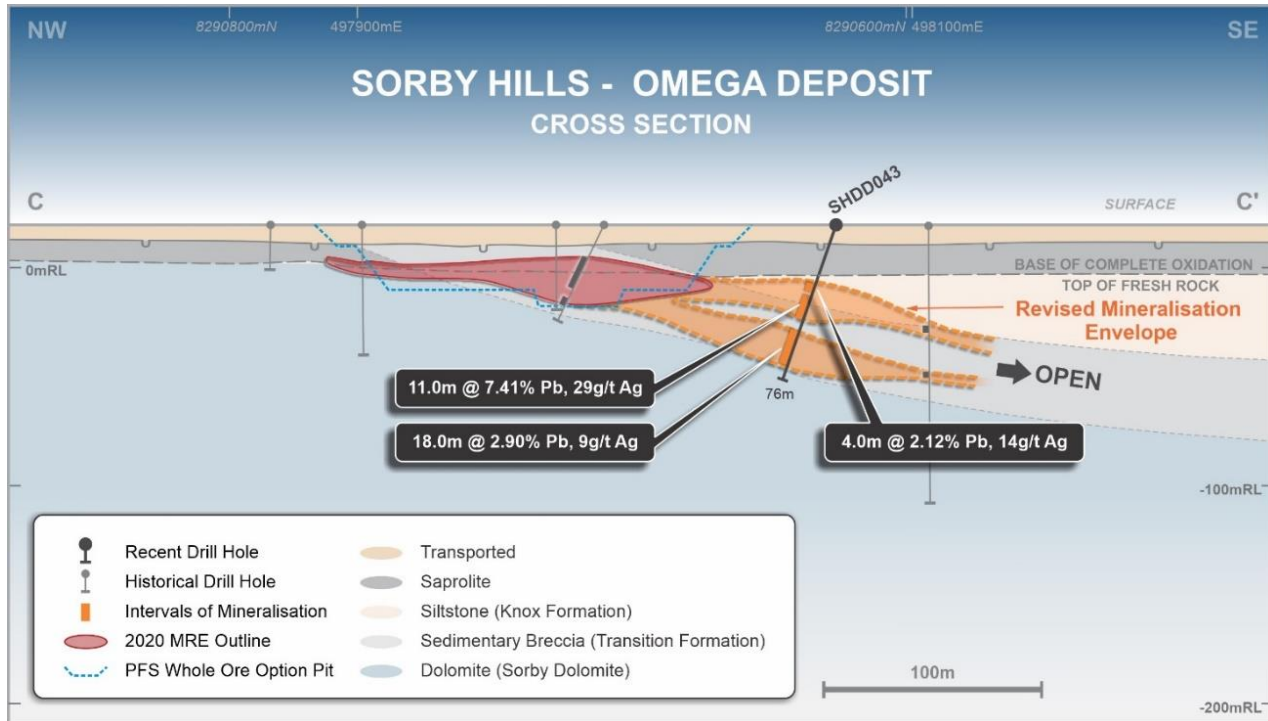 NW
8290800mN
497900mE
8290600mN
498100mE
SE
SORBY HILLS - OMEGA DEPOSIT
CROSS SECTION
C
SHDD043
SURFACE
C'
0mRL
BASE OF COMPLETE OXIDATION
TOP OF FRESH ROCK
Revised Mineralisation
Envelope
OPEN
76m
11.0m @ 7.41% Pb, 29g/t Ag
18.0m @ 2.90% Pb, 9g/t Ag
4.0m @ 2.12% Pb, 14g/t Ag
-100mRL
Recent Drill Hole
Historical Drill Hole
Intervals of Mineralisation
2020 MRE Outline
PFS Whole Ore Option Pit
Transported
Saprolite
Siltstone (Knox Formation)
Sedimentary Breccia (Transition Formation)
Dolomite (Sorby Dolomite)
100m
-200mRL